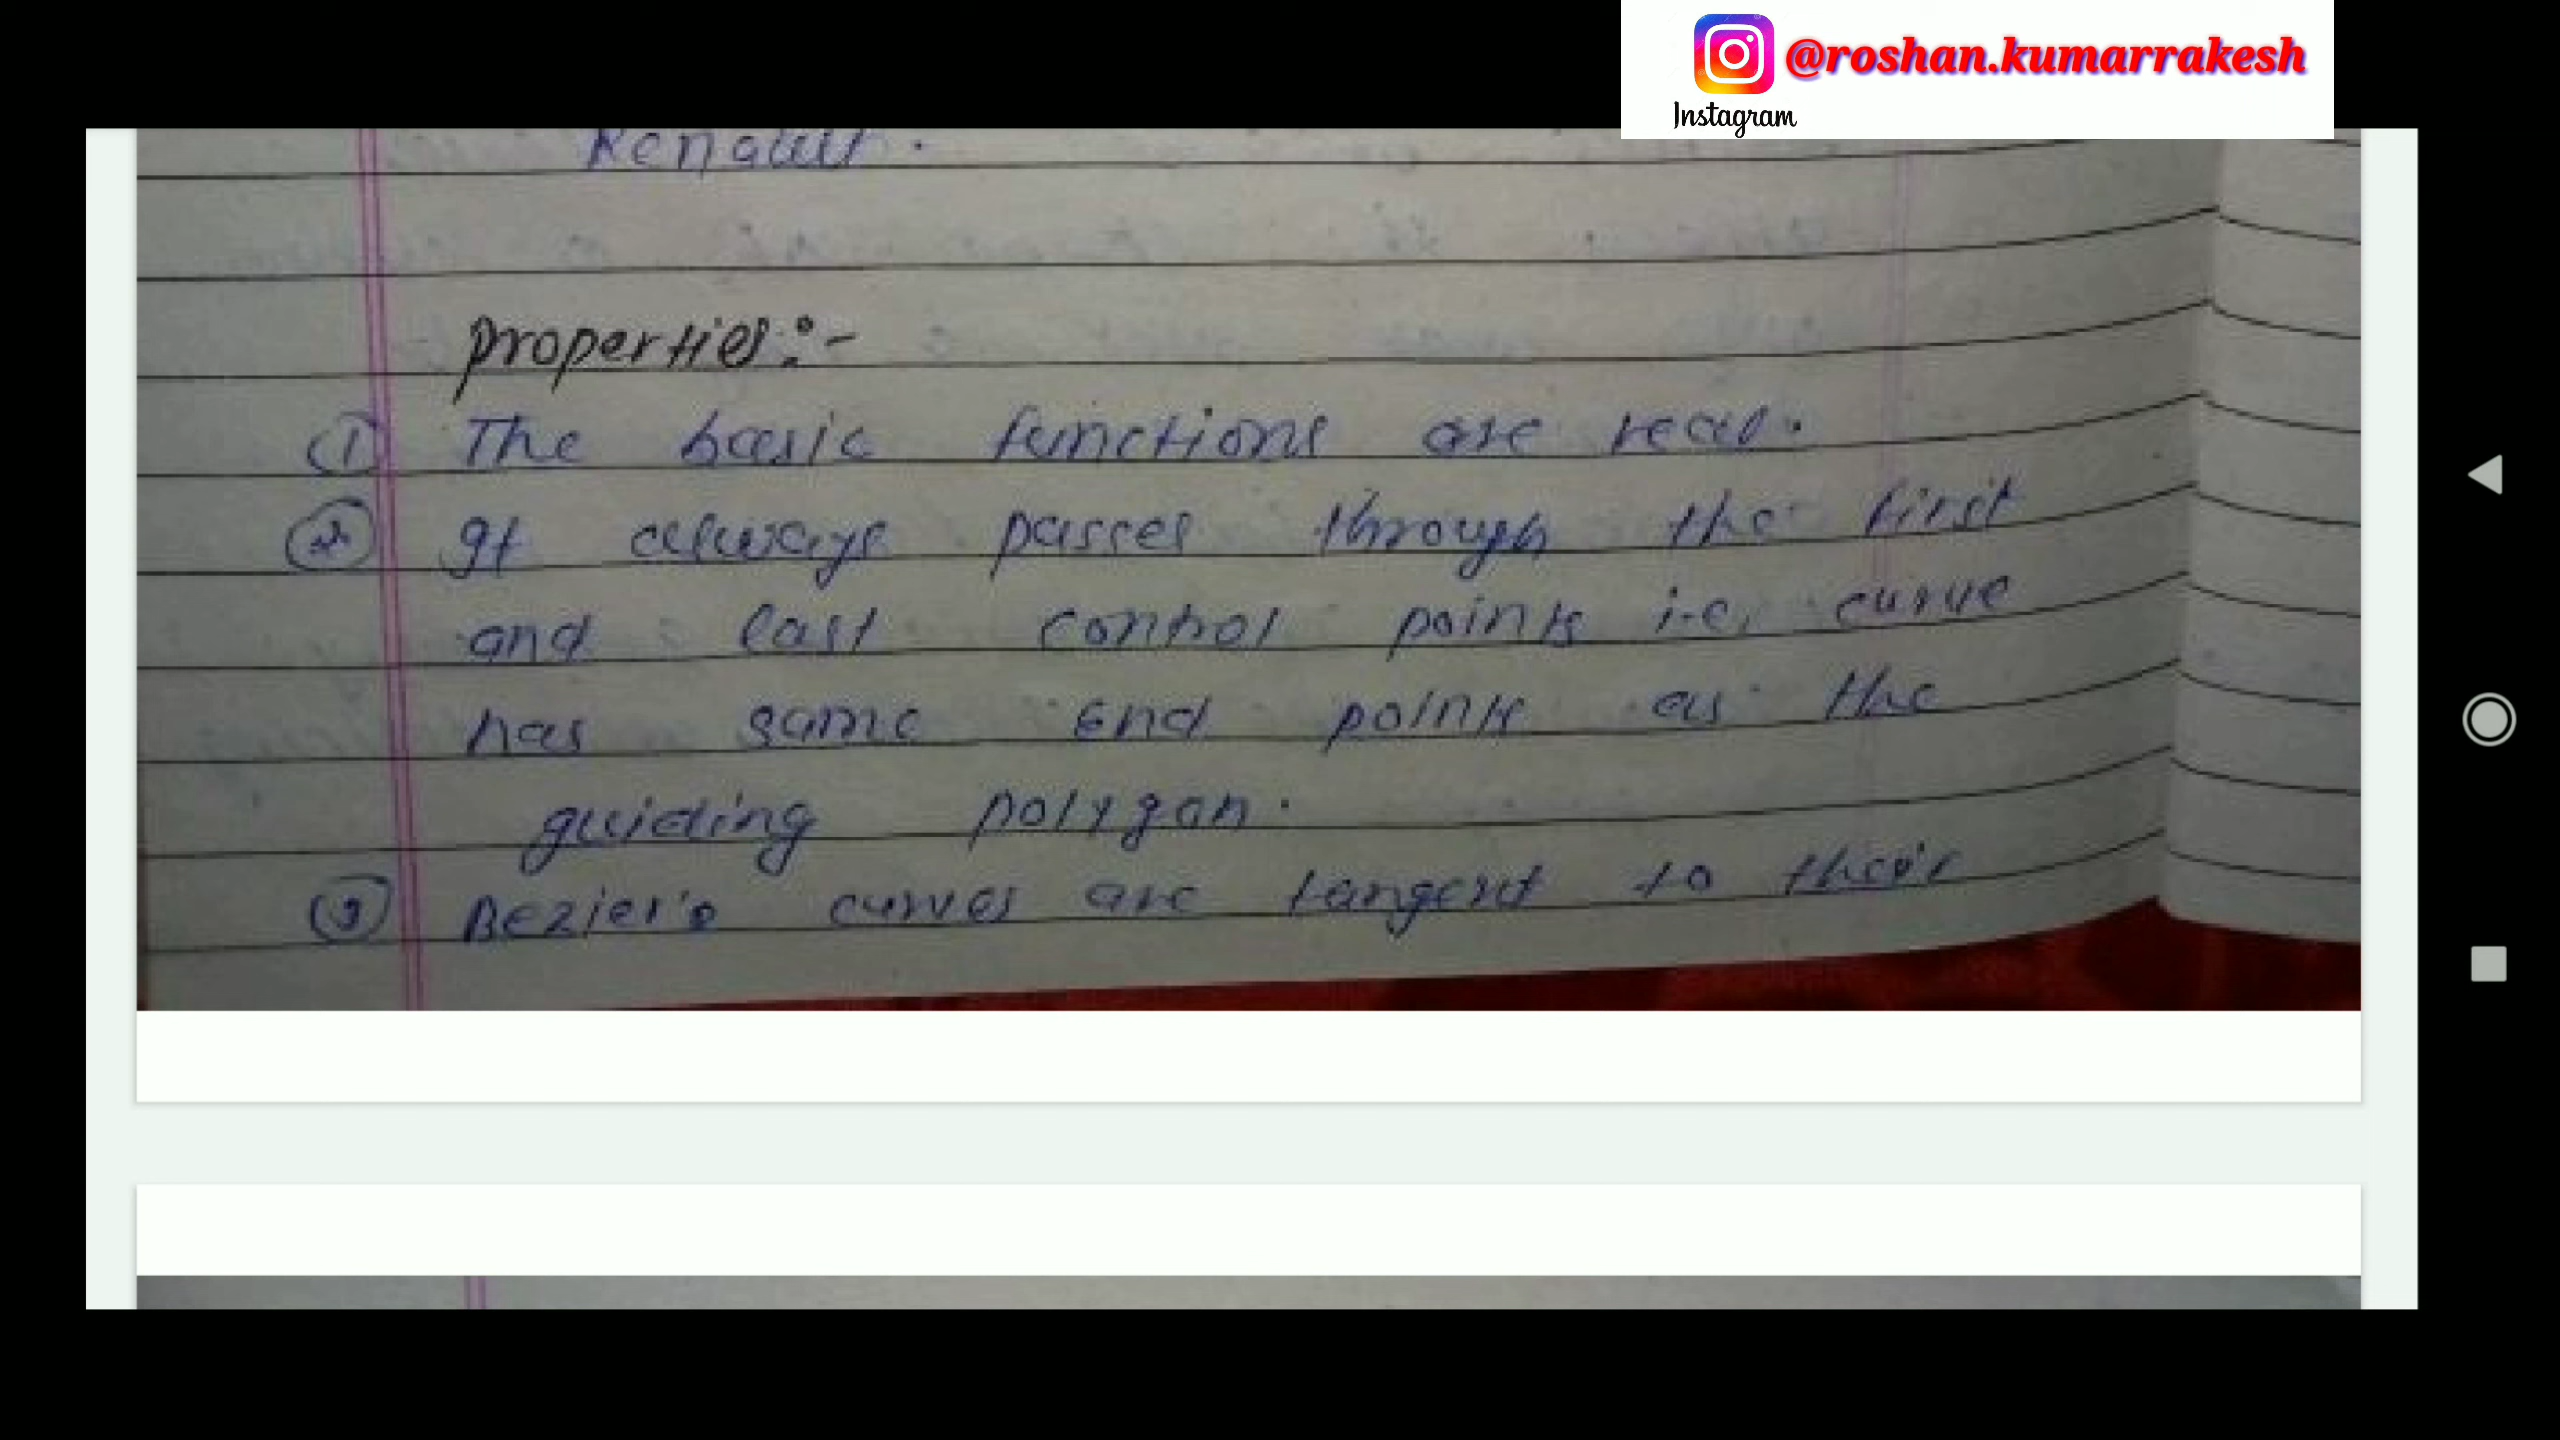 @roshan.kumarrakesh
Instagram
Renault.
Properties:-
① The basic functions are real.
② It always passes through the first
and last control points i.e. curve
has same end points as the
guiding polygon.
③ Bezier's curves are tangent to their